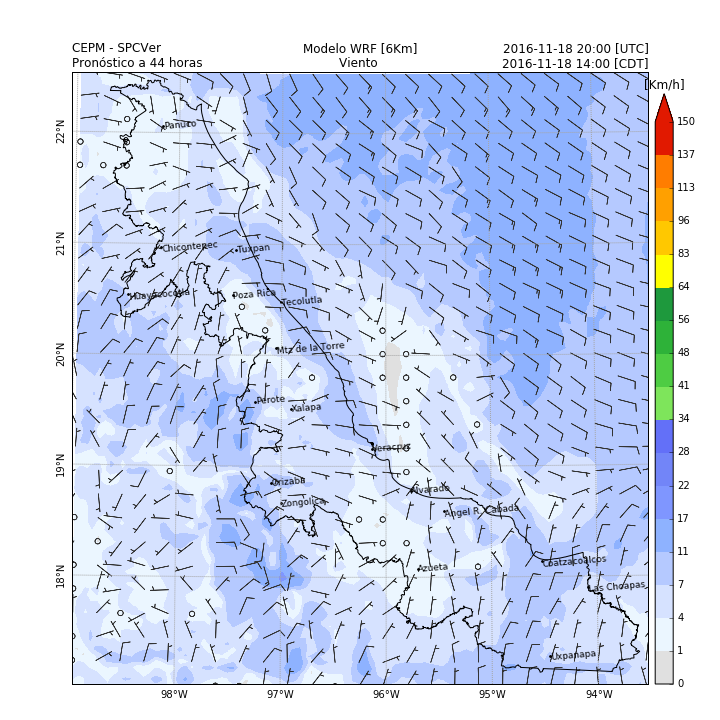 CEPM - SPCVer Modelo WRF [6Km] 2016-11-18 20:00 [UTC]
Pronóstico a 44 horas Viento 2016-11-18 14:00 [CDT]
[Km/h]
150
137
113
96
83
64
56
48
41
34
28
22
17
11
7
4
1
0
22°N
21°N
20°N
19°N
18°N
Panuco
Chicontepec
Tuxpan
Huayacocotla
Poza Rica
Tecolutla
Mtz de la Torre
Perote
Xalapa
Veracruz
Orizaba
Alvarado
Zongolica
Angel R. Cabada
Azueta
Coatzacoalcos
Las Choapas
Uxpanapa
98°W 97°W 96°W 95°W 94°W